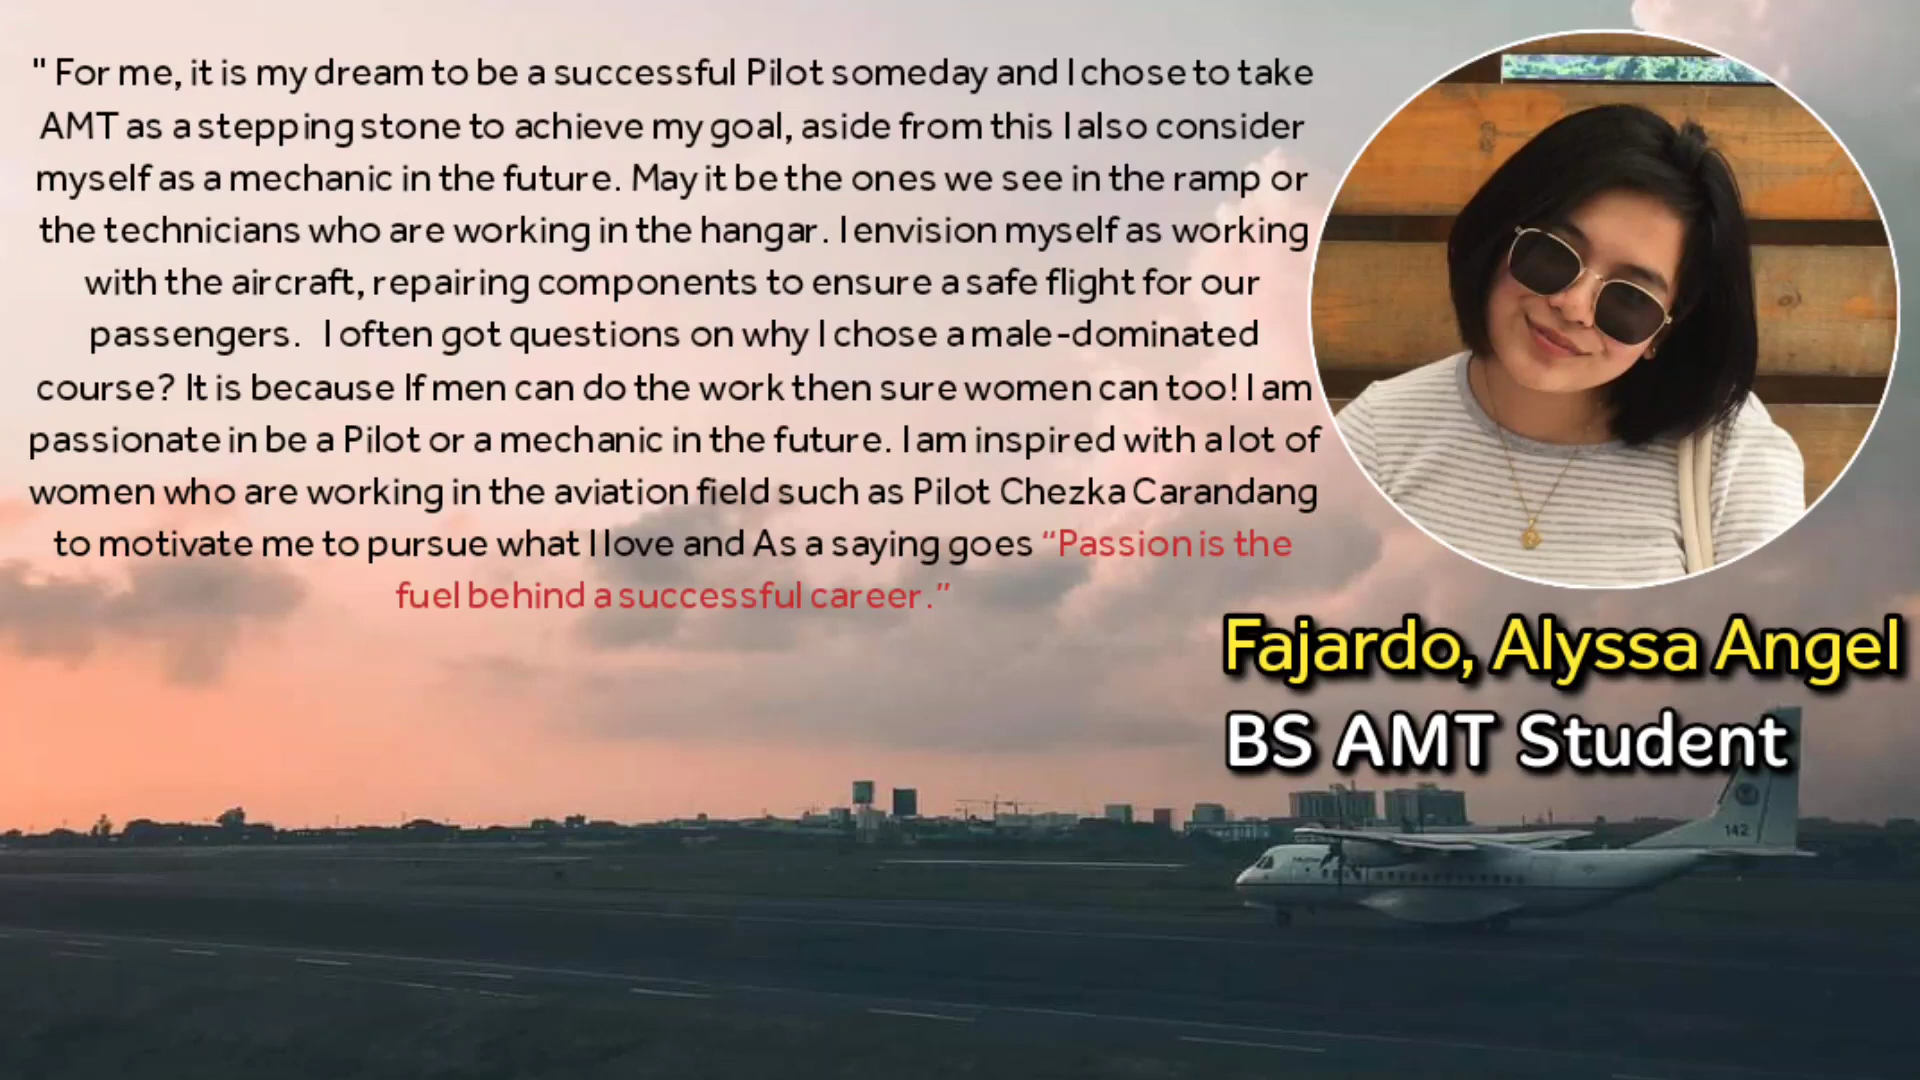 " For me, it is my dream to be a successful Pilot someday and I chose to take
AMT as a stepping stone to achieve my goal, aside from this I also consider
myself as a mechanic in the future. May it be the ones we see in the ramp or
the technicians who are working in the hangar. I envision myself as working
with the aircraft, repairing components to ensure a safe flight for our
passengers. I often got questions on why I chose a male-dominated
course? It is because If men can do the work then sure women can too! I am
passionate in be a Pilot or a mechanic in the future. I am inspired with a lot of
women who are working in the aviation field such as Pilot Chezka Carandang
to motivate me to pursue what I love and As a saying goes “Passion is the
fuel behind a successful career.”
Fajardo, Alyssa Angel
BS AMT Student
142